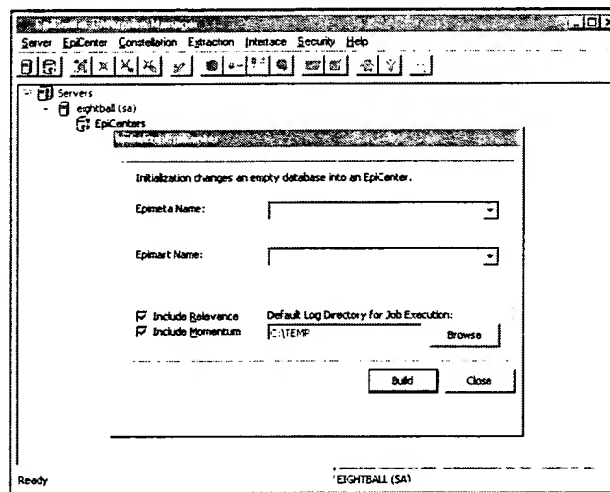 Server EpiCenter Constellation Extraction Interface Security Help
Servers
eightball (sa)
EpiCenters
Initialization changes an empty database into an EpiCenter.
Epimeta Name:
Epimart Name:
Include Relevance
Default Log Directory for Job Execution:
Include Momentum
C:\TEMP
Browse
Build
Close
Ready
EIGHTBALL (SA)